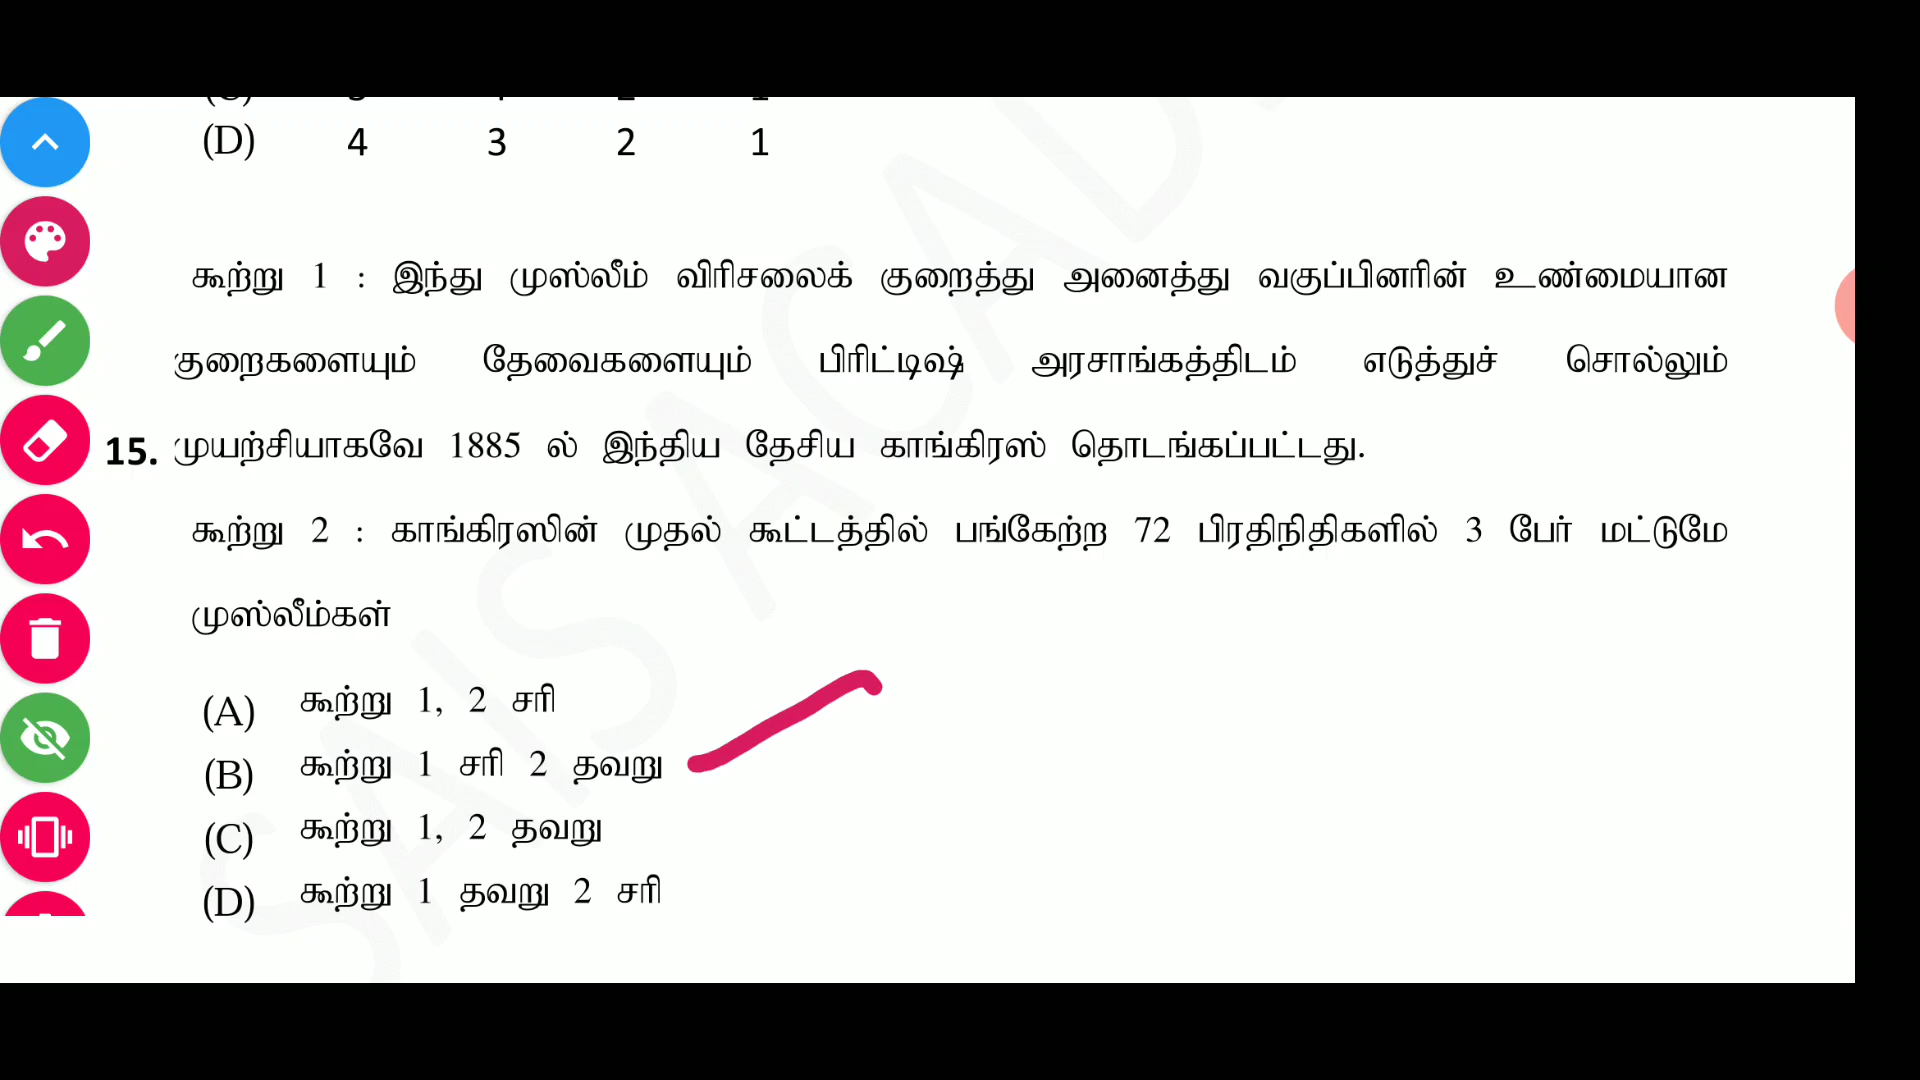 (D) 4 3 2 1
கூற்று 1 : இந்து முஸ்லீம் விரிசலைக் குறைத்து அனைத்து வகுப்பினரின் உண்மையான
குறைகளையும் தேவைகளையும் பிரிட்டிஷ் அரசாங்கத்திடம் எடுத்துச் சொல்லும்
15. முயற்சியாகவே 1885 ல் இந்திய தேசிய காங்கிரஸ் தொடங்கப்பட்டது.
கூற்று 2 : காங்கிரஸின் முதல் கூட்டத்தில் பங்கேற்ற 72 பிரதிநிதிகளில் 3 பேர் மட்டுமே
முஸ்லீம்கள்
(A) கூற்று 1, 2 சரி
(B) கூற்று 1 சரி 2 தவறு
(C) கூற்று 1, 2 தவறு
(D) கூற்று 1 தவறு 2 சரி